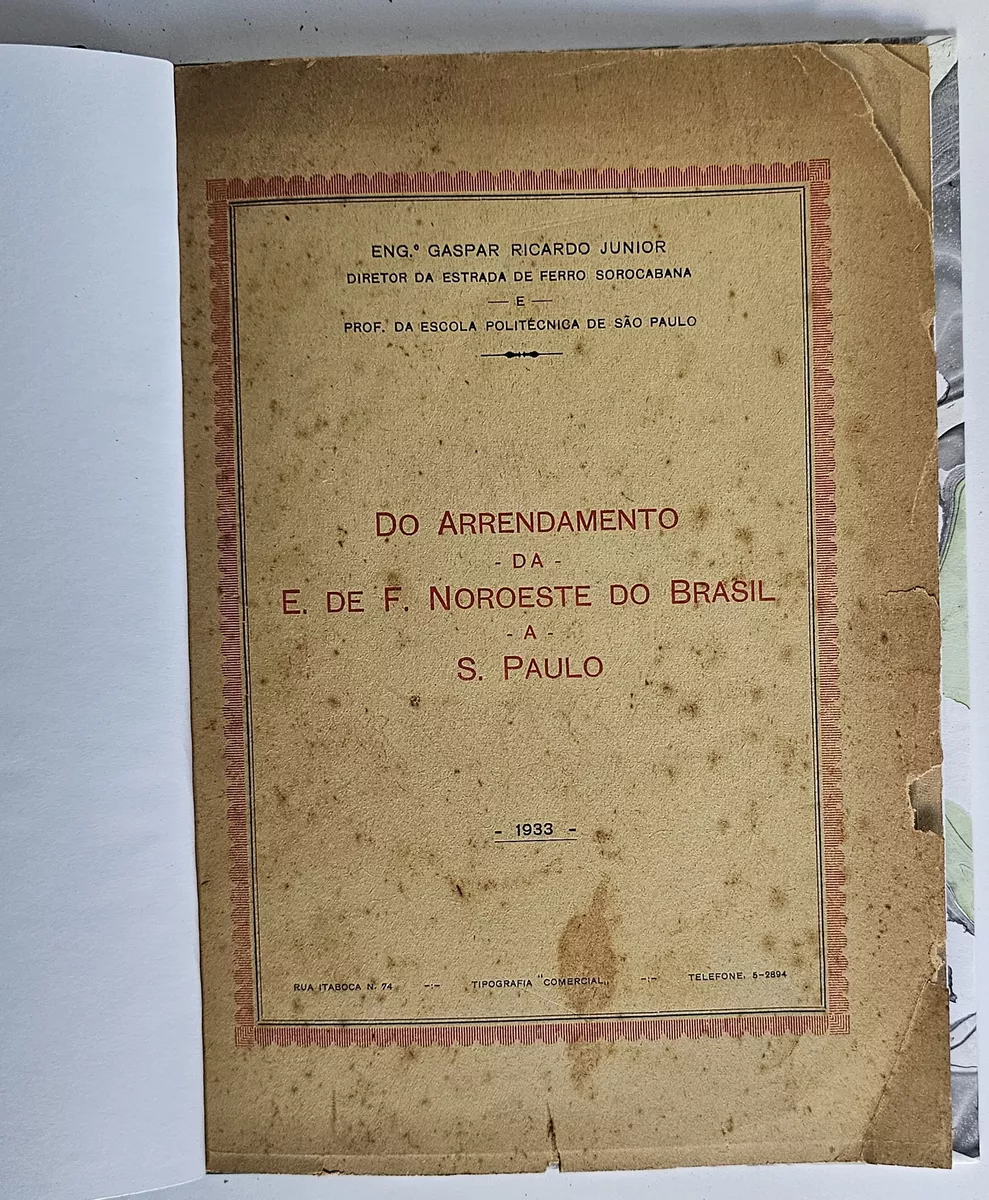 ENG.º GASPAR RICARDO JUNIOR
DIRETOR DA ESTRADA DE FERRO SOROCABANA
— E —
PROF. DA ESCOLA POLITÉCNICA DE SÃO PAULO
DO ARRENDAMENTO
- DA -
E. DE F. NOROESTE DO BRASIL
- A -
S. PAULO
- 1933 -
RUA ITABOCA N. 74 -:- TIPOGRAFIA "COMERCIAL,, -:- TELEFONE, 5-2894